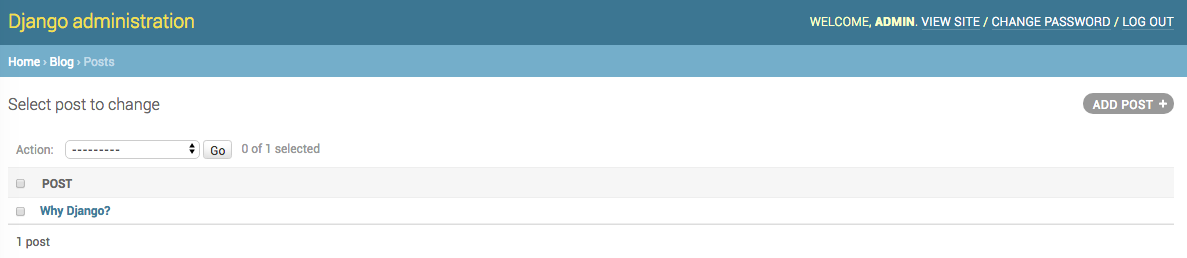 Django administration
WELCOME, ADMIN. VIEW SITE / CHANGE PASSWORD / LOG OUT
Home › Blog › Posts
Select post to change
ADD POST +
Action: --------- Go 0 of 1 selected
POST
Why Django?
1 post